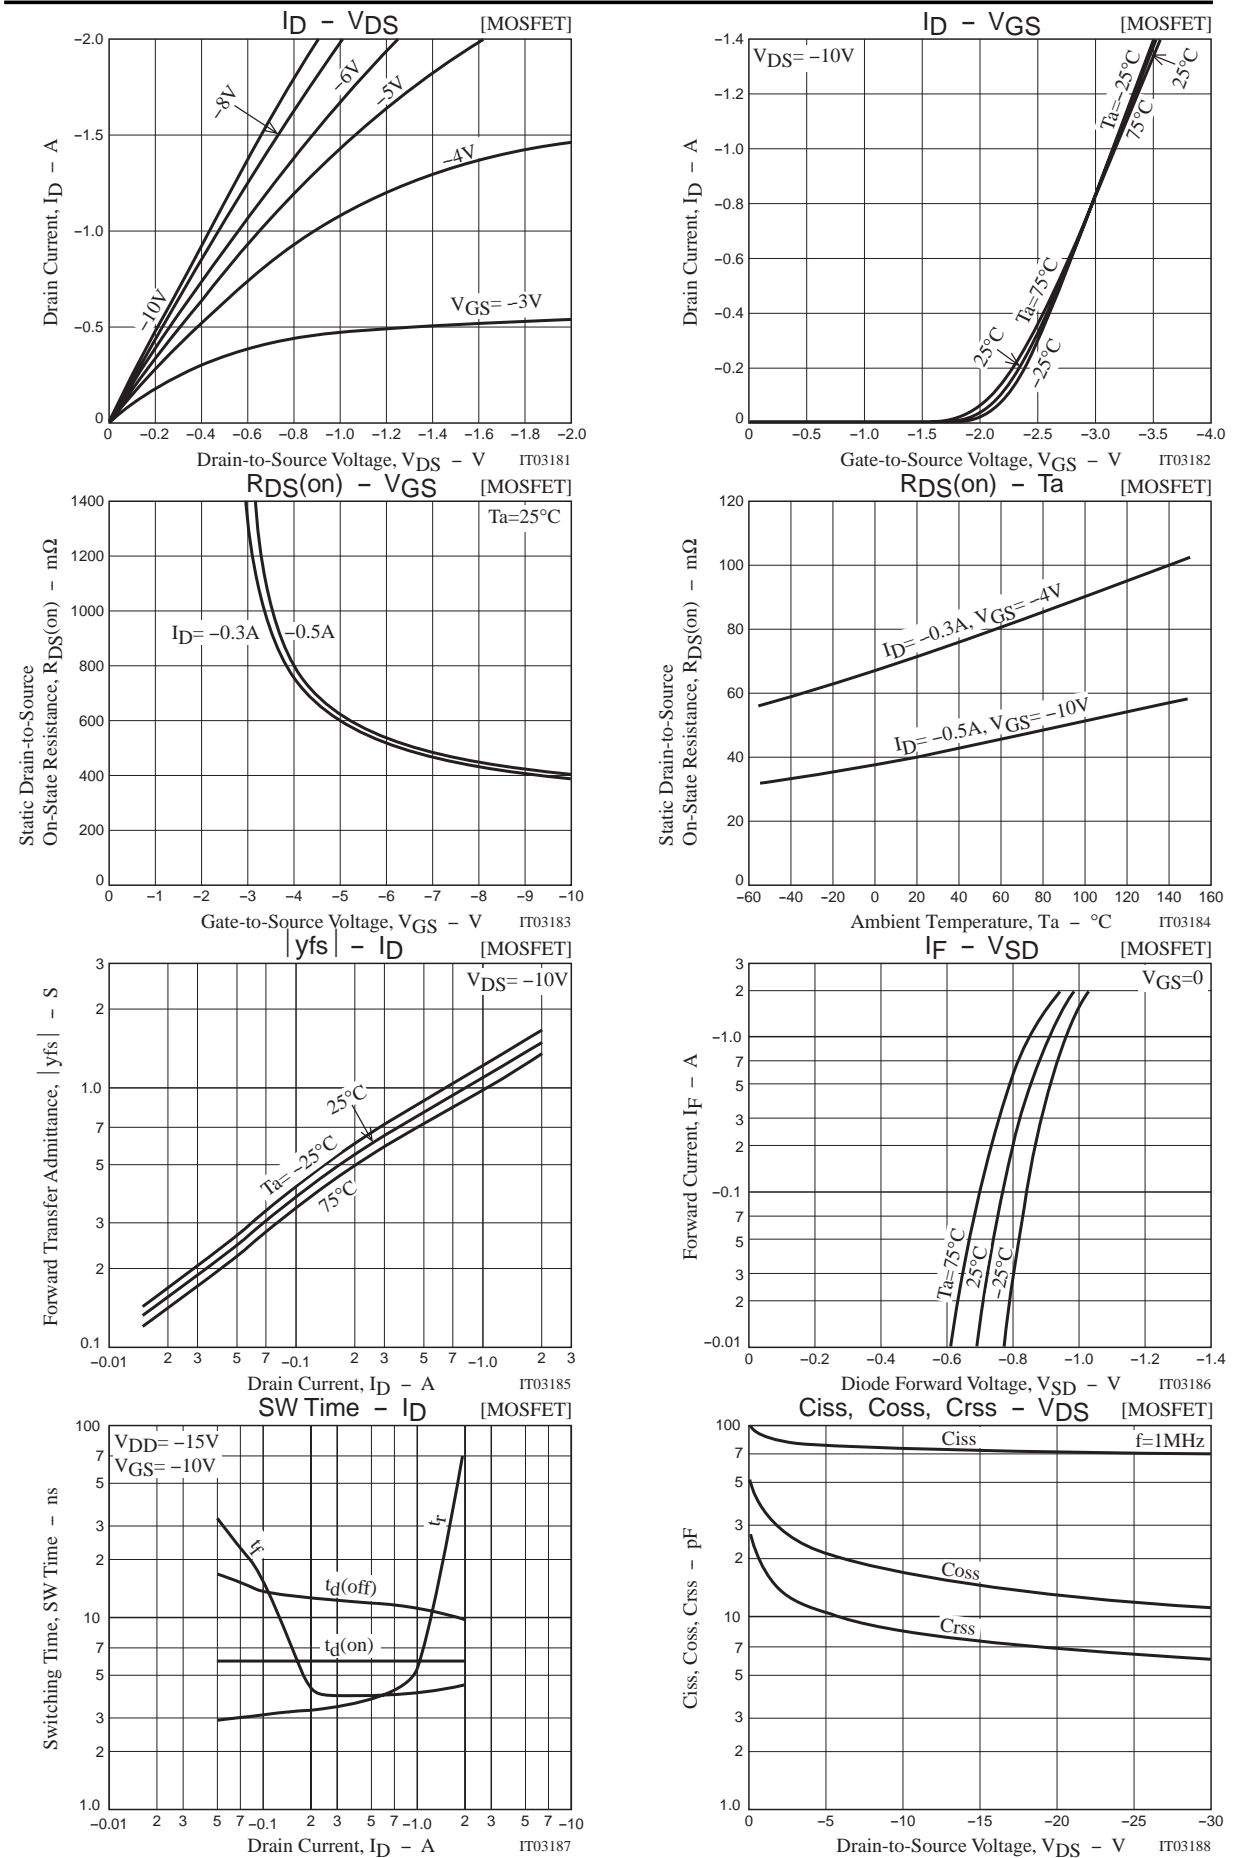 ID – VDS [MOSFET]
Drain Current, ID – A
-2.0
-1.5
-1.0
-0.5
0
-8V
-6V
-5V
-4V
-10V
VGS= -3V
0 -0.2 -0.4 -0.6 -0.8 -1.0 -1.2 -1.4 -1.6 -1.8 -2.0
Drain-to-Source Voltage, VDS – V IT03181
ID – VGS [MOSFET]
Drain Current, ID – A
VDS= -10V
-1.4
-1.2
-1.0
-0.8
-0.6
-0.4
-0.2
0
Ta= -25°C
75°C
25°C
Ta=75°C
25°C
-25°C
0 -0.5 -1.0 -1.5 -2.0 -2.5 -3.0 -3.5 -4.0
Gate-to-Source Voltage, VGS – V IT03182
RDS(on) – VGS [MOSFET]
Static Drain-to-Source
On-State Resistance, RDS(on) – mΩ
Ta=25°C
1400
1200
1000
800
600
400
200
0
ID= -0.3A
-0.5A
0 -1 -2 -3 -4 -5 -6 -7 -8 -9 -10
Gate-to-Source Voltage, VGS – V IT03183
RDS(on) – Ta [MOSFET]
Static Drain-to-Source
On-State Resistance, RDS(on) – mΩ
120
100
80
60
40
20
0
ID= -0.3A, VGS= -4V
ID= -0.5A, VGS= -10V
-60 -40 -20 0 20 40 60 80 100 120 140 160
Ambient Temperature, Ta – °C IT03184
|yfs| – ID [MOSFET]
Forward Transfer Admittance, |yfs| – S
VDS= -10V
3
2
1.0
7
5
3
2
0.1
25°C
Ta= -25°C
75°C
-0.01 2 3 5 7 -0.1 2 3 5 7 -1.0 2 3
Drain Current, ID – A IT03185
IF – VSD [MOSFET]
Forward Current, IF – A
VGS=0
3
2
-1.0
7
5
3
2
-0.1
7
5
3
2
-0.01
Ta=75°C
25°C
-25°C
0 -0.2 -0.4 -0.6 -0.8 -1.0 -1.2 -1.4
Diode Forward Voltage, VSD – V IT03186
SW Time – ID [MOSFET]
Switching Time, SW Time – ns
VDD= -15V
VGS= -10V
100
7
5
3
2
10
7
5
3
2
1.0
tf
tr
td(off)
td(on)
-0.01 2 3 5 7 -0.1 2 3 5 7 -1.0 2 3 5 7 -10
Drain Current, ID – A IT03187
Ciss, Coss, Crss – VDS [MOSFET]
Ciss, Coss, Crss – pF
f=1MHz
100
7
5
3
2
10
7
5
3
2
1.0
Ciss
Coss
Crss
0 -5 -10 -15 -20 -25 -30
Drain-to-Source Voltage, VDS – V IT03188